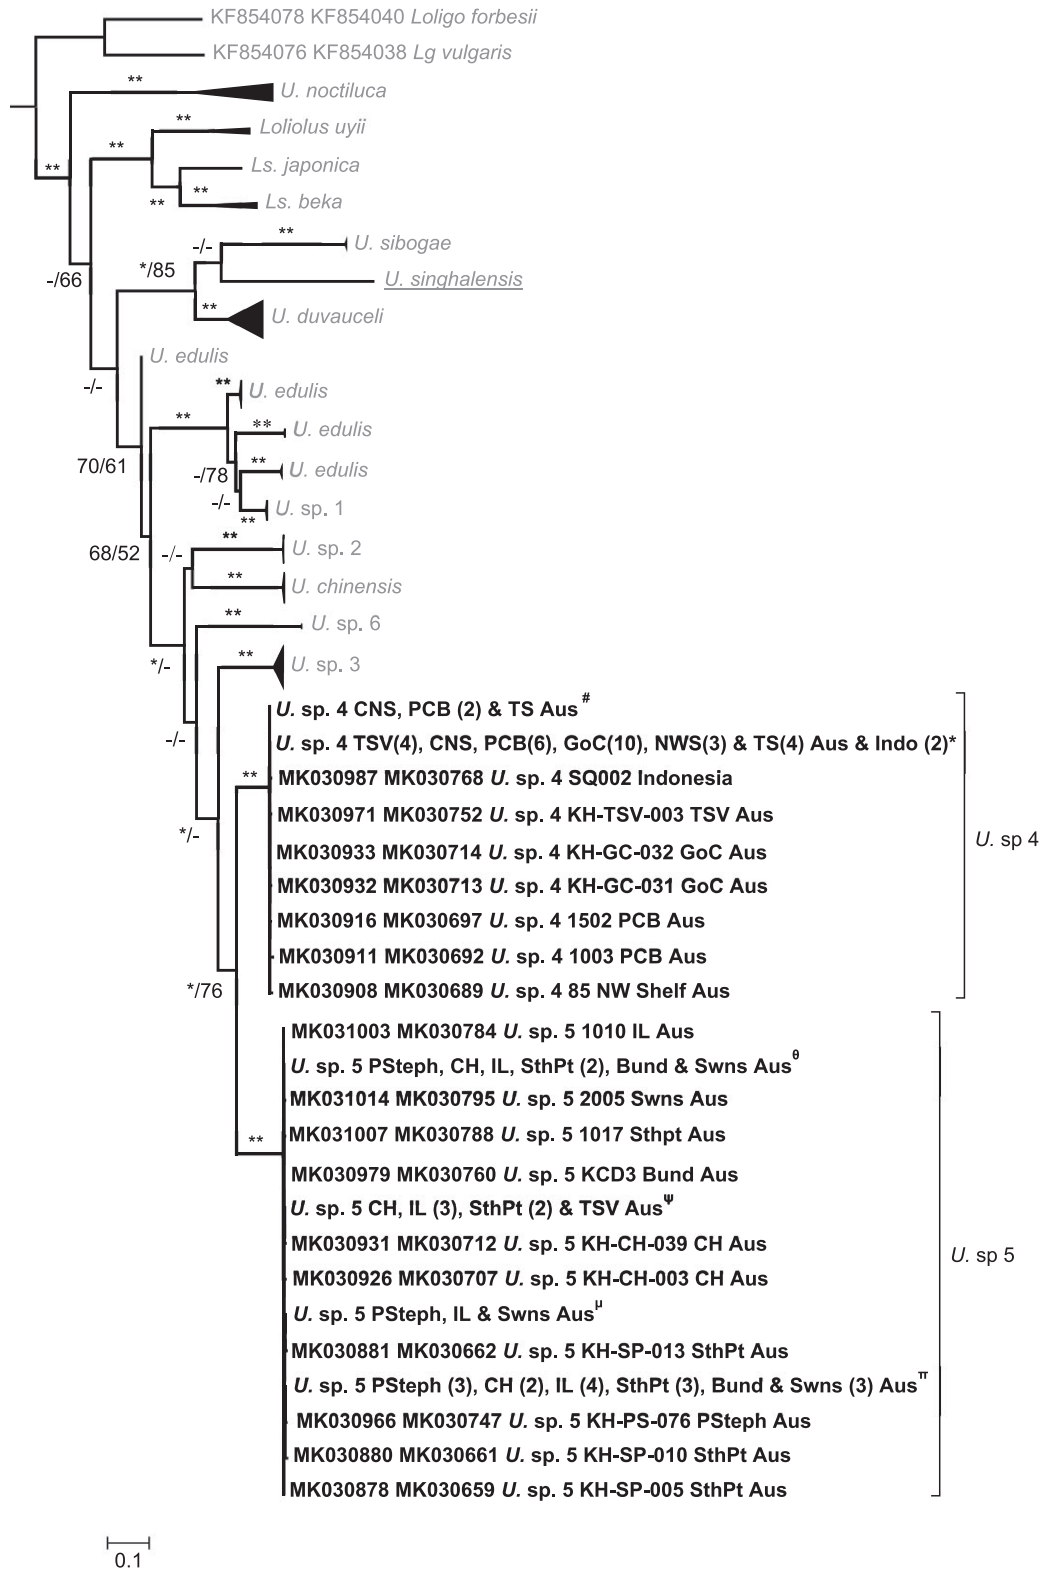 KF854078 KF854040 Loligo forbesii
KF854076 KF854038 Lg vulgaris
**
U. noctiluca
**
Loliolus uyii
**
**
Ls. japonica
**
**
Ls. beka
**
U. sibogae
-/-
*/85
-/66
U. singhalensis
**
U. duvauceli
U. edulis
-/-
**
U. edulis
**
**
U. edulis
70/61
**
U. edulis
-/78
-/-
U. sp. 1
**
**
U. sp. 2
68/52
-/-
**
U. chinensis
**
U. sp. 6
**
U. sp. 3
*/-
U. sp. 4 CNS, PCB (2) & TS Aus#
-/-
U. sp. 4 TSV(4), CNS, PCB(6), GoC(10), NWS(3) & TS(4) Aus & Indo (2)*
**
MK030987 MK030768 U. sp. 4 SQ002 Indonesia
MK030971 MK030752 U. sp. 4 KH-TSV-003 TSV Aus
*/-
U. sp 4
MK030933 MK030714 U. sp. 4 KH-GC-032 GoC Aus
MK030932 MK030713 U. sp. 4 KH-GC-031 GoC Aus
MK030916 MK030697 U. sp. 4 1502 PCB Aus
MK030911 MK030692 U. sp. 4 1003 PCB Aus
*/76
MK030908 MK030689 U. sp. 4 85 NW Shelf Aus
MK031003 MK030784 U. sp. 5 1010 IL Aus
U. sp. 5 PSteph, CH, IL, SthPt (2), Bund & Swns Ausθ
MK031014 MK030795 U. sp. 5 2005 Swns Aus
**
MK031007 MK030788 U. sp. 5 1017 Sthpt Aus
MK030979 MK030760 U. sp. 5 KCD3 Bund Aus
U. sp. 5 CH, IL (3), SthPt (2) & TSV Ausψ
MK030931 MK030712 U. sp. 5 KH-CH-039 CH Aus
U. sp 5
MK030926 MK030707 U. sp. 5 KH-CH-003 CH Aus
U. sp. 5 PSteph, IL & Swns Ausμ
MK030881 MK030662 U. sp. 5 KH-SP-013 SthPt Aus
U. sp. 5 PSteph (3), CH (2), IL (4), SthPt (3), Bund & Swns (3) Ausπ
MK030966 MK030747 U. sp. 5 KH-PS-076 PSteph Aus
MK030880 MK030661 U. sp. 5 KH-SP-010 SthPt Aus
MK030878 MK030659 U. sp. 5 KH-SP-005 SthPt Aus
0.1